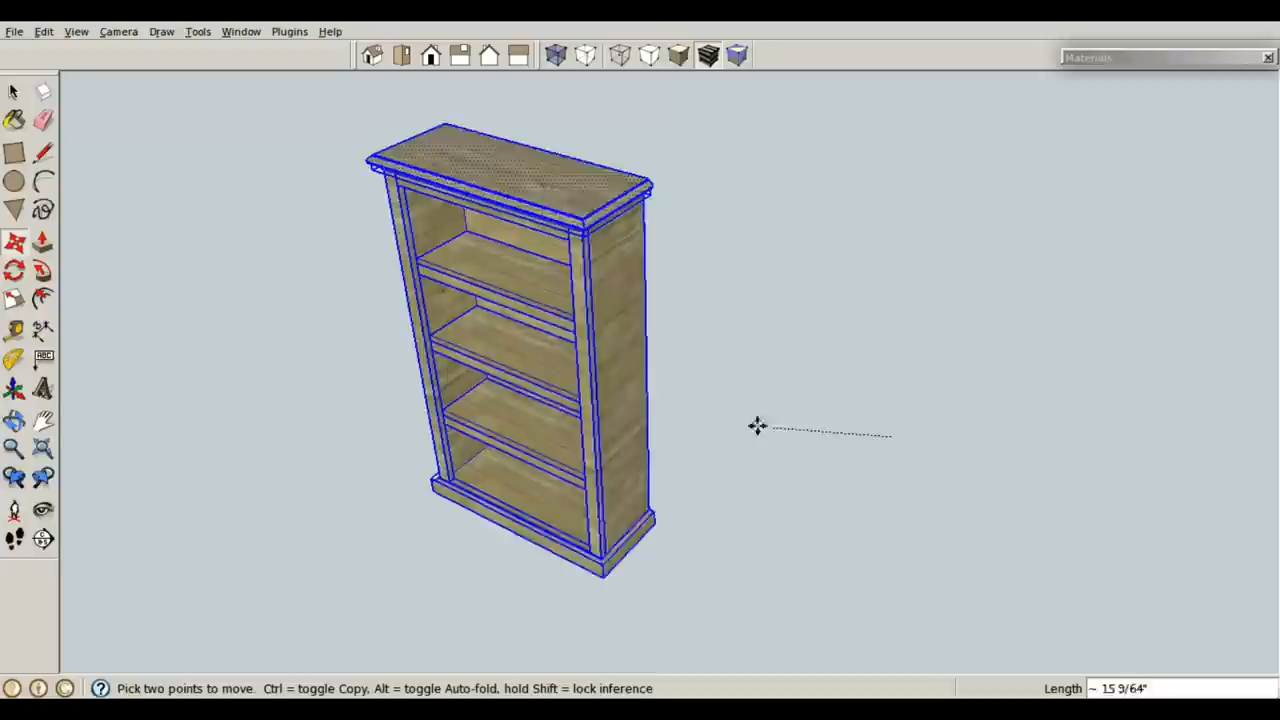 File Edit View Camera Draw Tools Window Plugins Help
Materials
ABC
Pick two points to move. Ctrl = toggle Copy, Alt = toggle Auto-fold, hold Shift = lock inference
Length ~ 15 9/64"